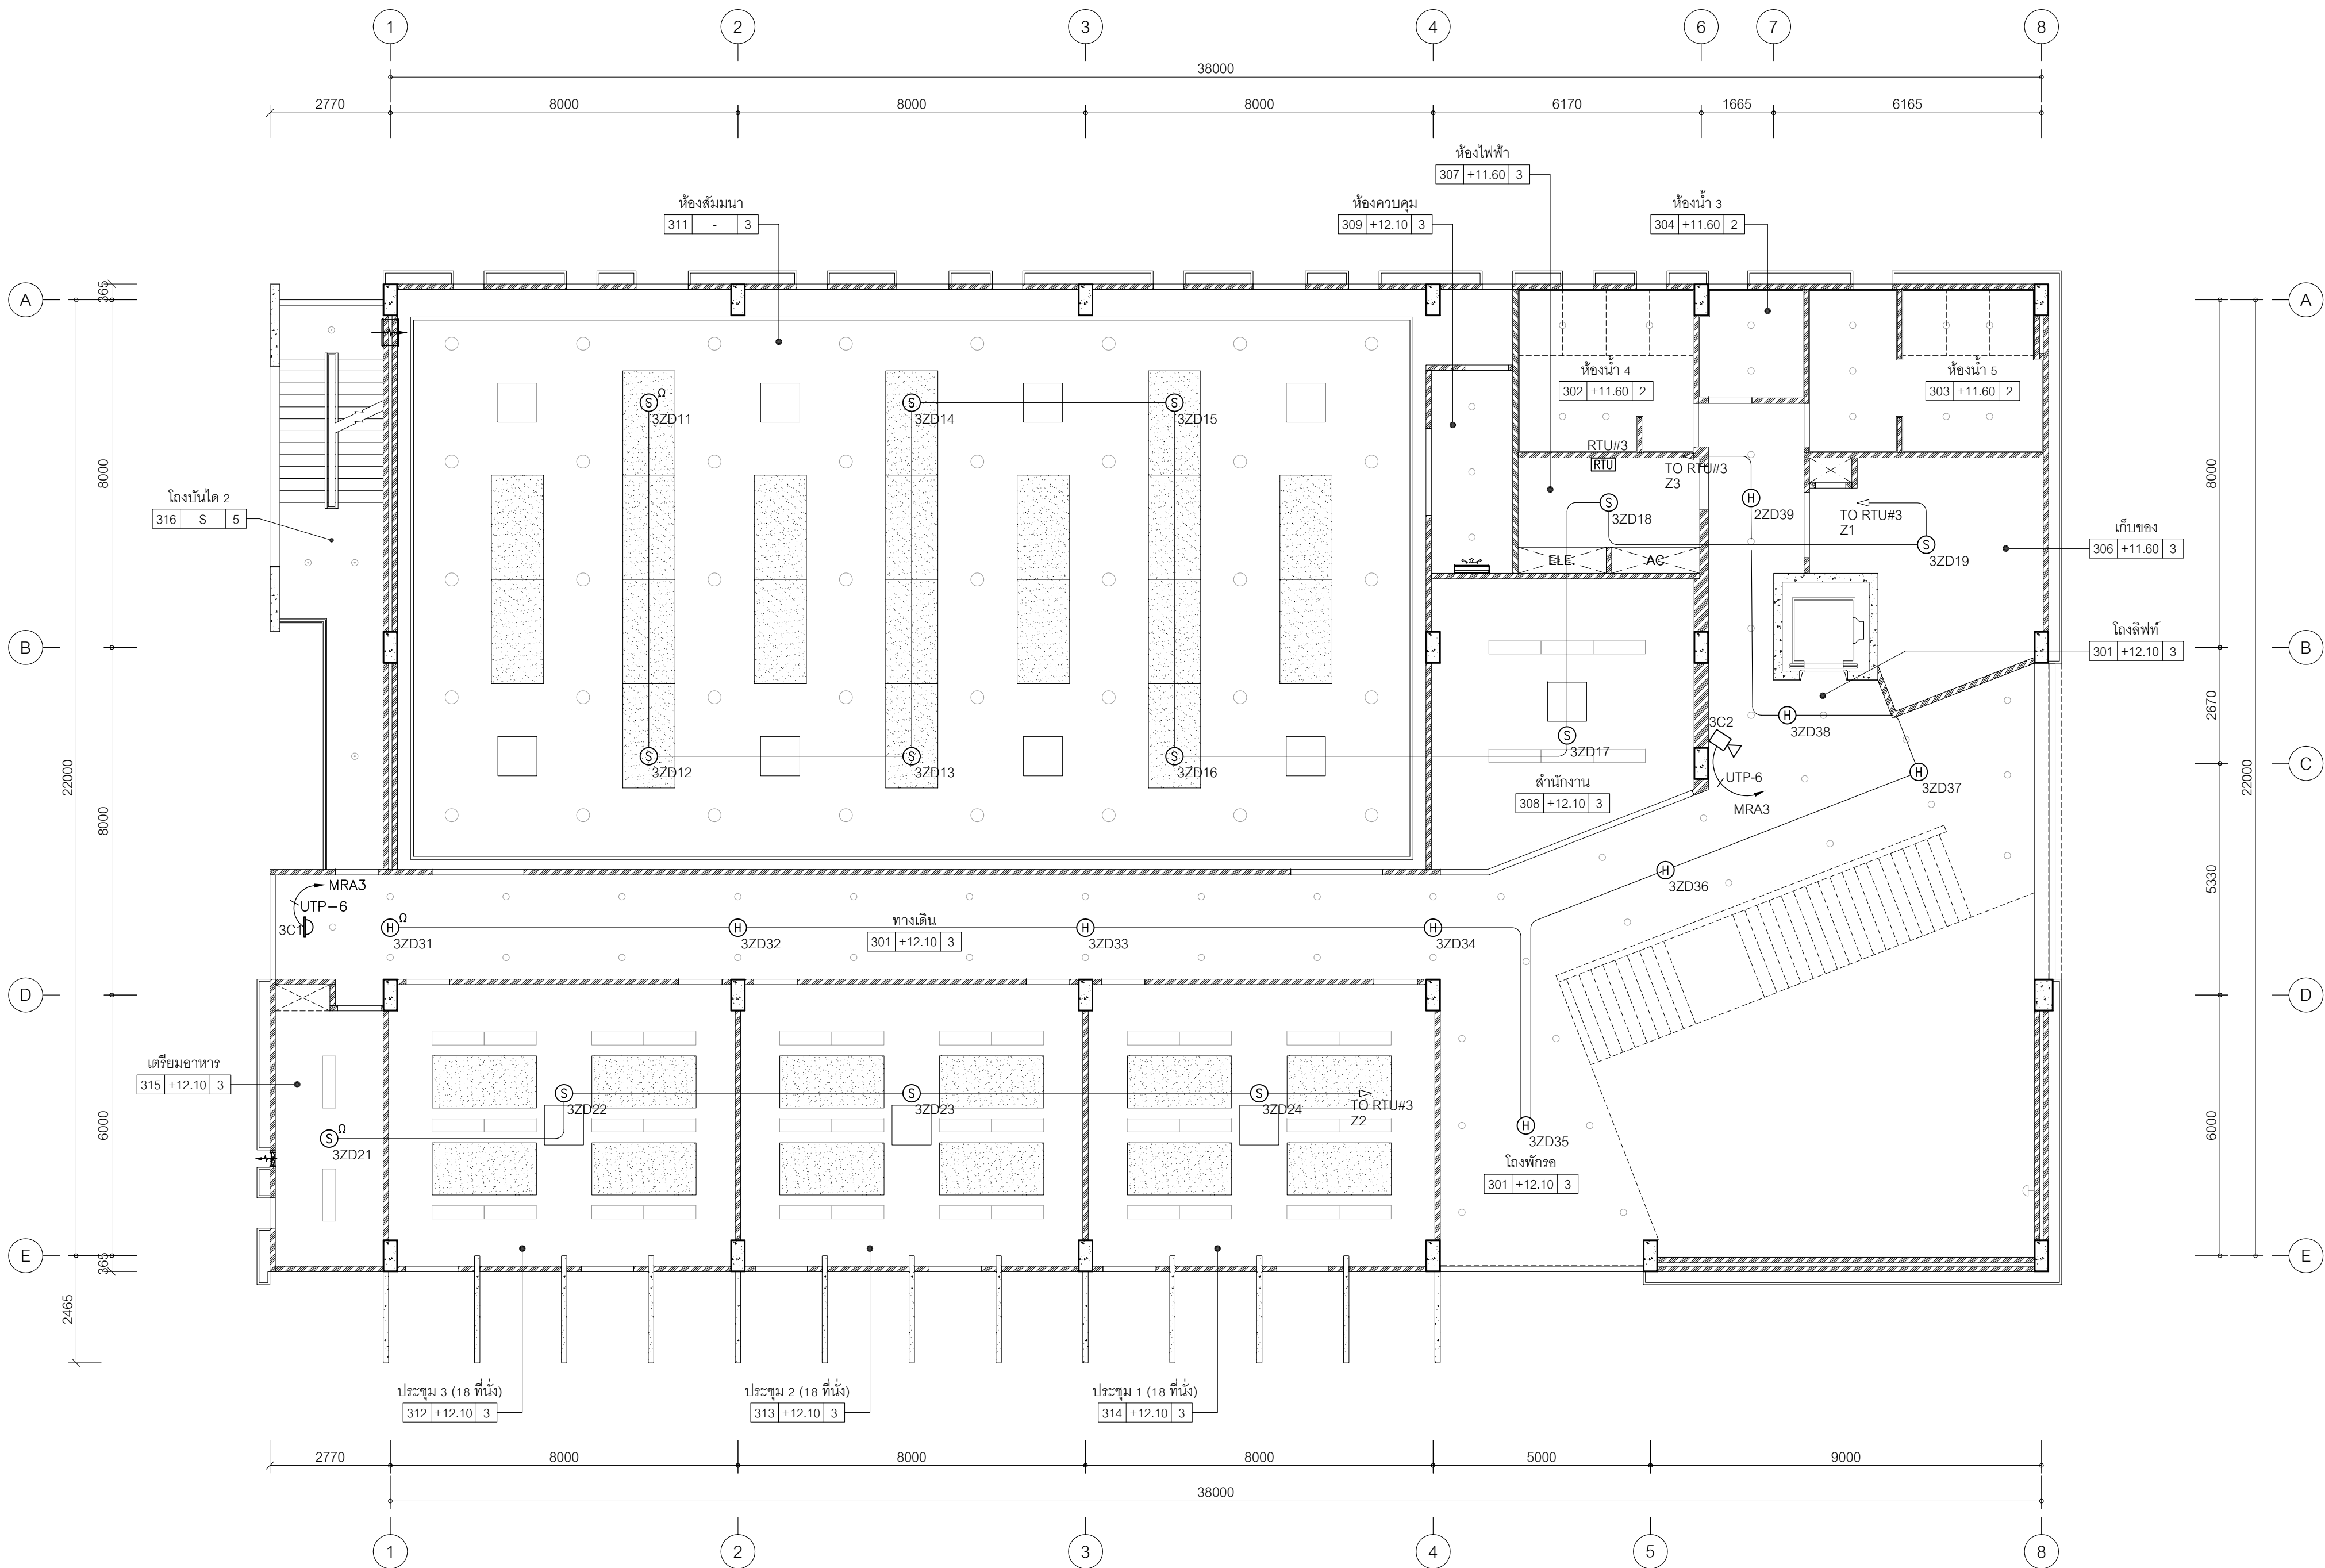 1 2 3 4 6 7 8
38000
2770 8000 8000 8000 6170 1665 6165
ห้องไฟฟ้า
307 +11.60 3
ห้องสัมมนา
311 - 3
ห้องควบคุม
309 +12.10 3
ห้องน้ำ 3
304 +11.60 2
365
A A
ห้องน้ำ 4
302 +11.60 2
ห้องน้ำ 5
303 +11.60 2
Ω
S S S
3ZD11 3ZD14 3ZD15
RTU#3
RTU
TO RTU#3
Z3
8000 8000
โถงบันได 2
316 S 5
S
3ZD18
H
2ZD39
TO RTU#3
Z1
S
3ZD19
เก็บของ
306 +11.60 3
ELE. AC
โถงลิฟท์
301 +12.10 3
B B
2670
H
3ZD38
3C2
S
3ZD17
S S S
3ZD12 3ZD13 3ZD16
C
22000 22000
H
3ZD37
สำนักงาน
308 +12.10 3
UTP-6
MRA3
8000
H
3ZD36
5330
MRA3
UTP-6
3C1
Ω
H H H H
3ZD31 3ZD32 3ZD33 3ZD34
ทางเดิน
301 +12.10 3
D D
เตรียมอาหาร
315 +12.10 3
S S S
3ZD22 3ZD23 3ZD24
TO RTU#3
Z2
6000 6000
S Ω
3ZD21
H
3ZD35
โถงพักรอ
301 +12.10 3
E E
365
2465
ประชุม 3 (18 ที่นั่ง)
312 +12.10 3
ประชุม 2 (18 ที่นั่ง)
313 +12.10 3
ประชุม 1 (18 ที่นั่ง)
314 +12.10 3
2770 8000 8000 8000 5000 9000
38000
1 2 3 4 5 8